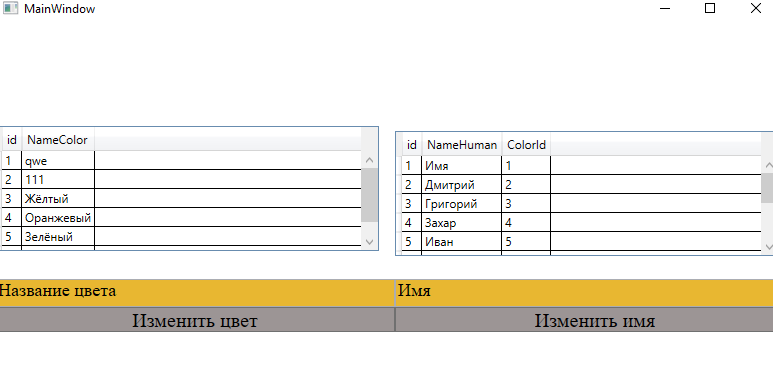 MainWindow
id NameColor
1 qwe
2 111
3 Жёлтый
4 Оранжевый
5 Зелёный
id NameHuman ColorId
1 Имя 1
2 Дмитрий 2
3 Григорий 3
4 Захар 4
5 Иван 5
Название цвета
Имя
Изменить цвет
Изменить имя